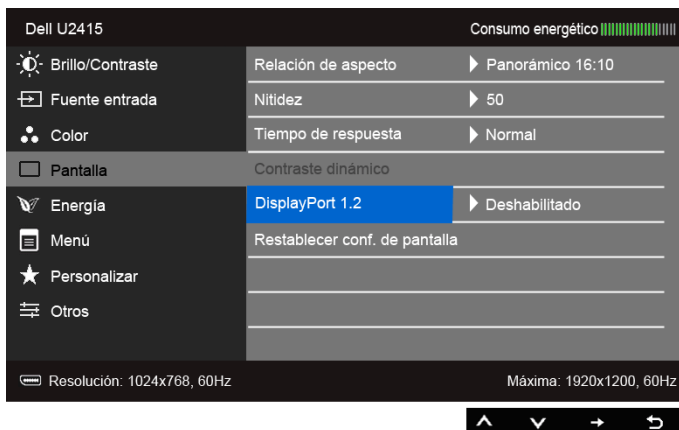 Dell U2415 Consumo energético
Brillo/Contraste Relación de aspecto Panorámico 16:10
Fuente entrada Nitidez 50
Color Tiempo de respuesta Normal
Pantalla Contraste dinámico
Energía DisplayPort 1.2 Deshabilitado
Menú Restablecer conf. de pantalla
Personalizar
Otros
Resolución: 1024x768, 60Hz Máxima: 1920x1200, 60Hz